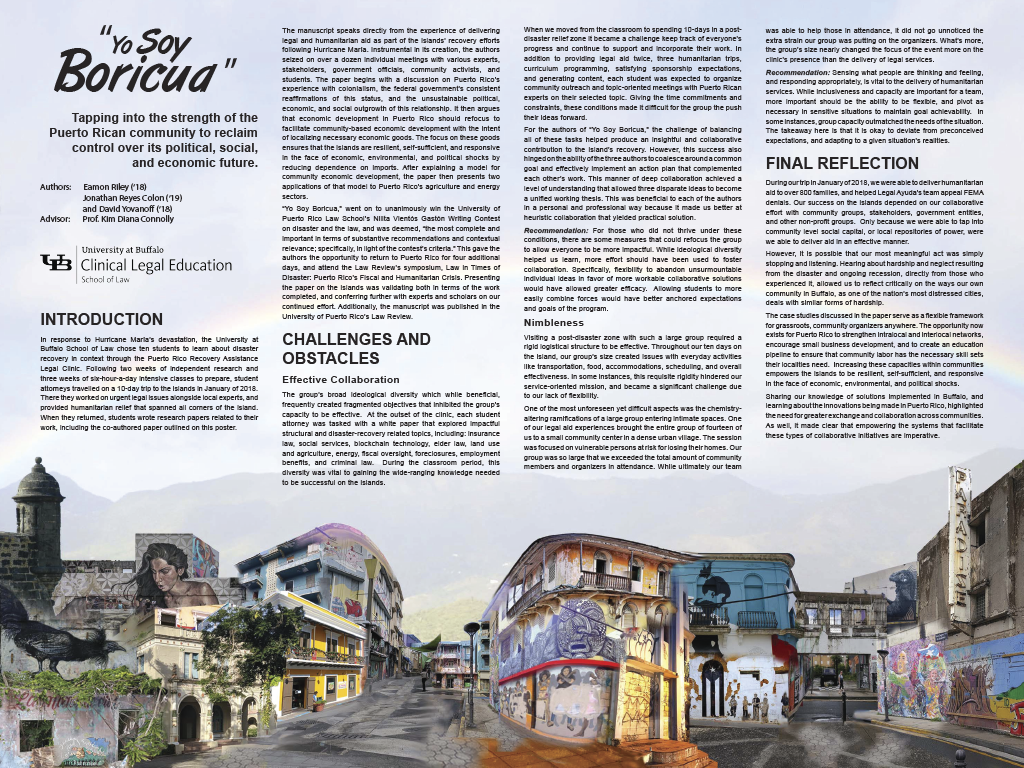 "Yo Soy
Boricua"
Tapping into the strength of the
Puerto Rican community to reclaim
control over its political, social,
and economic future.
Authors: Eamon Riley ('18)
Jonathan Reyes Colon ('19)
and David Yovanoff ('18)
Advisor: Prof. Kim Diana Connolly
UB
University at Buffalo
Clinical Legal Education
School of Law
INTRODUCTION
In response to Hurricane Maria's devastation, the University at
Buffalo School of Law chose ten students to learn about disaster
recovery in context through the Puerto Rico Recovery Assistance
Legal Clinic. Following two weeks of independent research and
three weeks of six-hour-a-day intensive classes to prepare, student
attorneys travelled on a 10-day trip to the Islands in January of 2018.
There they worked on urgent legal issues alongside local experts, and
provided humanitarian relief that spanned all corners of the Island.
When they returned, students wrote research papers related to their
work, including the co-authored paper outlined on this poster.
The manuscript speaks directly from the experience of delivering
legal and humanitarian aid as part of the Islands' recovery efforts
following Hurricane Maria. Instrumental in its creation, the authors
seized on over a dozen individual meetings with various experts,
stakeholders, government officials, community activists, and
students. The paper begins with a discussion on Puerto Rico's
experience with colonialism, the federal government's consistent
reaffirmations of this status, and the unsustainable political,
economic, and social outgrowth of this relationship. It then argues
that economic development in Puerto Rico should refocus to
facilitate community-based economic development with the intent
of localizing necessary economic goods. The focus on these goods
ensures that the Islands are resilient, self-sufficient, and responsive
in the face of economic, environmental, and political shocks by
reducing dependence on imports. After explaining a model for
community economic development, the paper then presents two
applications of that model to Puerto Rico's agriculture and energy
sectors.
"Yo Soy Boricua," went on to unanimously win the University of
Puerto Rico Law School's Nilita Vientós Gastón Writing Contest
on disaster and the law, and was deemed, "the most complete and
important in terms of substantive recommendations and contextual
relevance; specifically, in light of the contest's criteria." This gave the
authors the opportunity to return to Puerto Rico for four additional
days, and attend the Law Review's symposium, Law in Times of
Disaster: Puerto Rico's Fiscal and Humanitarian Crisis. Presenting
the paper on the Islands was validating both in terms of the work
completed, and conferring further with experts and scholars on our
continued effort. Additionally, the manuscript was published in the
University of Puerto Rico's Law Review.
CHALLENGES AND
OBSTACLES
Effective Collaboration
The group's broad ideological diversity which while beneficial,
frequently created fragmented objectives that inhibited the group's
capacity to be effective. At the outset of the clinic, each student
attorney was tasked with a white paper that explored impactful
structural and disaster-recovery related topics, including: insurance
law, social services, blockchain technology, elder law, land use
and agriculture, energy, fiscal oversight, foreclosures, employment
benefits, and criminal law. During the classroom period, this
diversity was vital to gaining the wide-ranging knowledge needed
to be successful on the Islands.
When we moved from the classroom to spending 10-days in a post-
disaster relief zone it became a challenge keep track of everyone's
progress and continue to support and incorporate their work. In
addition to providing legal aid twice, three humanitarian trips,
curriculum programming, satisfying sponsorship expectations,
and generating content, each student was expected to organize
community outreach and topic-oriented meetings with Puerto Rican
experts on their selected topic. Giving the time commitments and
constraints, these conditions made it difficult for the group the push
their ideas forward.
For the authors of "Yo Soy Boricua," the challenge of balancing
all of these tasks helped produce an insightful and collaborative
contribution to the Island's recovery. However, this success also
hinged on the ability of the three authors to coalesce around a common
goal and effectively implement an action plan that complemented
each other's work. This manner of deep collaboration achieved a
level of understanding that allowed three disparate ideas to become
a unified working thesis. This was beneficial to each of the authors
in a personal and professional way because it made us better at
heuristic collaboration that yielded practical solution.
Recommendation: For those who did not thrive under these
conditions, there are some measures that could refocus the group
to allow everyone to be more impactful. While ideological diversity
helped us learn, more effort should have been used to foster
collaboration. Specifically, flexibility to abandon unsurmountable
individual ideas in favor of more workable collaborative solutions
would have allowed greater efficacy. Allowing students to more
easily combine forces would have better anchored expectations
and goals of the program.
Nimbleness
Visiting a post-disaster zone with such a large group required a
rigid logistical structure to be effective. Throughout our ten days on
the Island, our group's size created issues with everyday activities
like transportation, food, accommodations, scheduling, and overall
effectiveness. In some instances, this requisite rigidity hindered our
service-oriented mission, and became a significant challenge due
to our lack of flexibility.
One of the most unforeseen yet difficult aspects was the chemistry-
altering ramifications of a large group entering intimate spaces. One
of our legal aid experiences brought the entire group of fourteen of
us to a small community center in a dense urban village. The session
was focused on vulnerable persons at risk for losing their homes. Our
group was so large that we exceeded the total amount of community
members and organizers in attendance. While ultimately our team
was able to help those in attendance, it did not go unnoticed the
extra strain our group was putting on the organizers. What's more,
the group's size nearly changed the focus of the event more on the
clinic's presence than the delivery of legal services.
Recommendation: Sensing what people are thinking and feeling,
and responding appropriately, is vital to the delivery of humanitarian
services. While inclusiveness and capacity are important for a team,
more important should be the ability to be flexible, and pivot as
necessary in sensitive situations to maintain goal achievability. In
some instances, group capacity outmatched the needs of the situation.
The takeaway here is that it is okay to deviate from preconceived
expectations, and adapting to a given situation's realities.
FINAL REFLECTION
During our trip in January of 2018, we were able to deliver humanitarian
aid to over 800 families, and helped Legal Ayuda's team appeal FEMA
denials. Our success on the Islands depended on our collaborative
effort with community groups, stakeholders, government entities,
and other non-profit groups. Only because we were able to tap into
community level social capital, or local repositories of power, were
we able to deliver aid in an effective manner.
However, it is possible that our most meaningful act was simply
stopping and listening. Hearing about hardship and neglect resulting
from the disaster and ongoing recession, directly from those who
experienced it, allowed us to reflect critically on the ways our own
community in Buffalo, as one of the nation's most distressed cities,
deals with similar forms of hardship.
The case studies discussed in the paper serve as a flexible framework
for grassroots, community organizers anywhere. The opportunity now
exists for Puerto Rico to strengthen intralocal and interlocal networks,
encourage small business development, and to create an education
pipeline to ensure that community labor has the necessary skill sets
their localities need. Increasing these capacities within communities
empowers the Islands to be resilient, self-sufficient, and responsive
in the face of economic, environmental, and political shocks.
Sharing our knowledge of solutions implemented in Buffalo, and
learning about the innovations being made in Puerto Rico, highlighted
the need for greater exchange and collaboration across communities.
As well, it made clear that empowering the systems that facilitate
these types of collaborative initiatives are imperative.
PARADISE